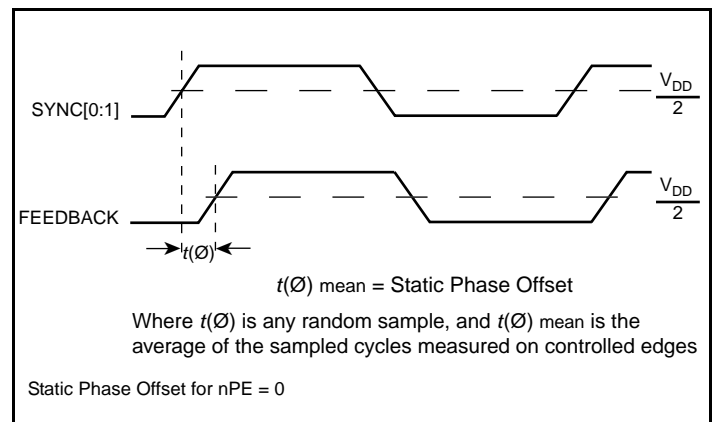 SYNC[0:1]
V_DD
2
FEEDBACK
V_DD
2
t(Ø)
t(Ø) mean = Static Phase Offset
Where t(Ø) is any random sample, and t(Ø) mean is the
average of the sampled cycles measured on controlled edges
Static Phase Offset for nPE = 0